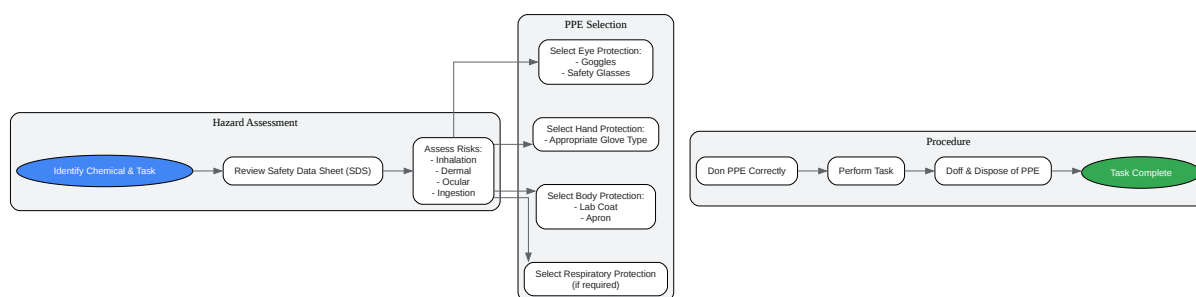 Hazard Assessment
Identify Chemical & Task
Review Safety Data Sheet (SDS)
Assess Risks:
- Inhalation
- Dermal
- Ocular
- Ingestion
PPE Selection
Select Eye Protection:
- Goggles
- Safety Glasses
Select Hand Protection:
- Appropriate Glove Type
Select Body Protection:
- Lab Coat
- Apron
Select Respiratory Protection
(if required)
Procedure
Don PPE Correctly
Perform Task
Doff & Dispose of PPE
Task Complete